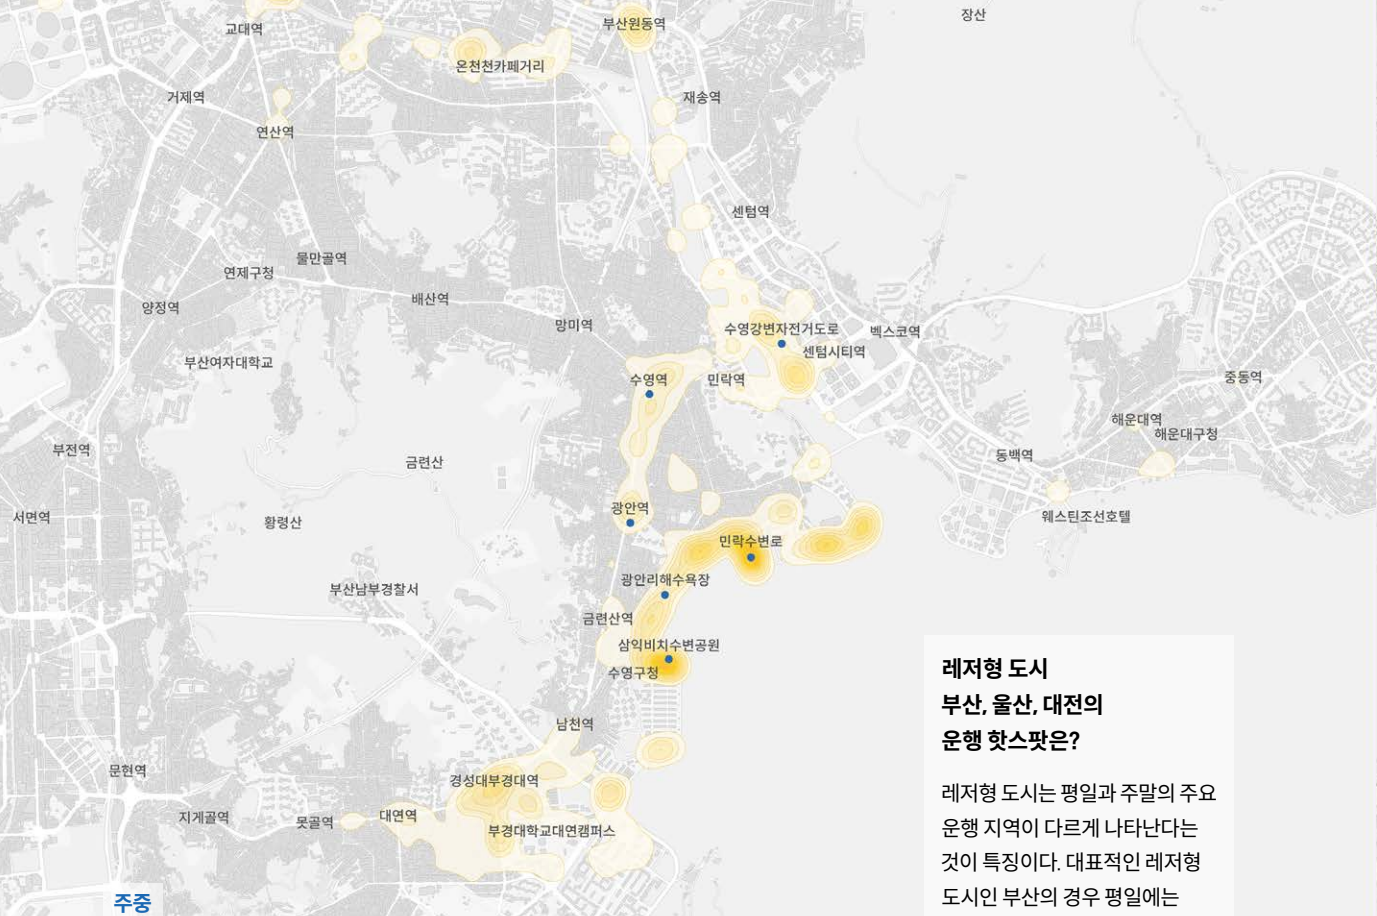 장산
부산원동역
교대역
온천천카페거리
거제역
재송역
연산역
센텀역
물만골역
연제구청
배산역
양정역
망미역
수영강변자전거도로
벡스코역
센텀시티역
부산여자대학교
수영역
민락역
중동역
해운대역
해운대구청
부전역
동백역
금련산
광안역
서면역
황령산
웨스틴조선호텔
민락수변로
광안리해수욕장
부산남부경찰서
금련산역
삼익비치수변공원
수영구청
남천역
문현역
경성대부경대역
지게골역
못골역
대연역
부경대학교대연캠퍼스
주중
레저형 도시
부산, 울산, 대전의
운행 핫스팟은?
레저형 도시는 평일과 주말의 주요
운행 지역이 다르게 나타난다는
것이 특징이다. 대표적인 레저형
도시인 부산의 경우 평일에는